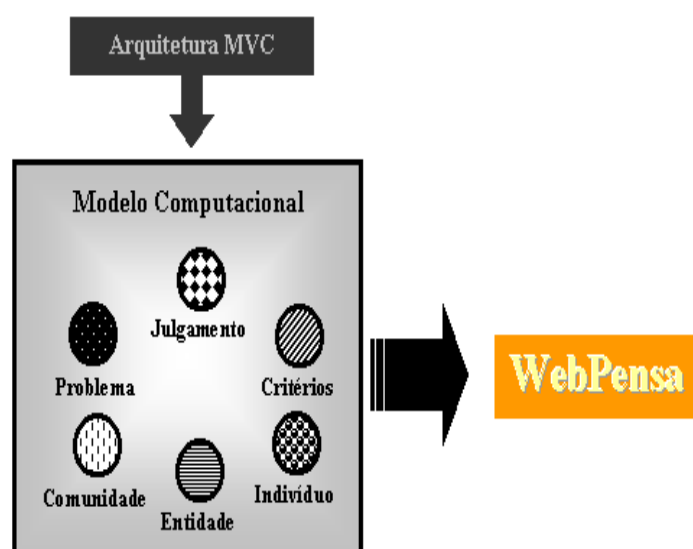 Arquitetura MVC
Modelo Computacional
Julgamento
Problema
Critérios
WebPensa
Comunidade
Entidade
Indivíduo